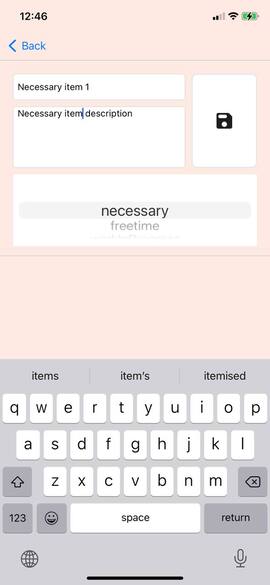 12:46
Back
Necessary item 1
Necessary item description
necessary
freetime
items item's itemised
q w e r t y u i o p
a s d f g h j k l
z x c v b n m
123 space return